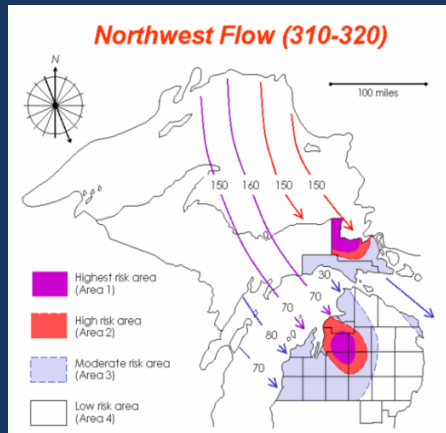 Northwest Flow (310-320)
N
100 miles
150
160
150
150
30
70
70
80
70
Highest risk area
(Area 1)
High risk area
(Area 2)
Moderate risk area
(Area 3)
Low risk area
(Area 4)